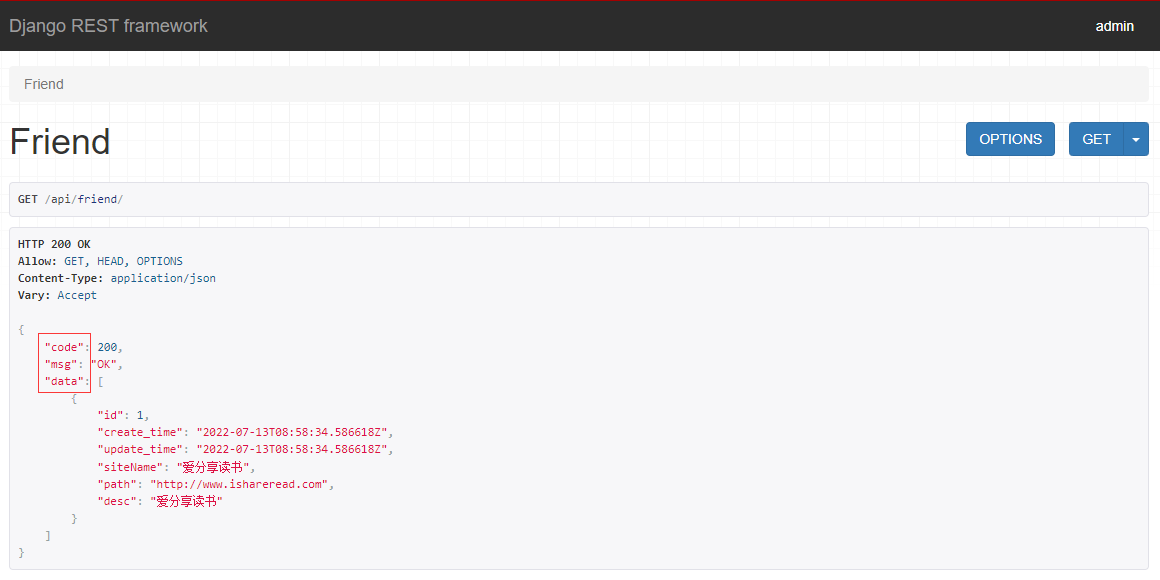 Django REST framework
admin
Friend
Friend
OPTIONS
GET
GET /api/friend/
HTTP 200 OK
Allow: GET, HEAD, OPTIONS
Content-Type: application/json
Vary: Accept
{
"code": 200,
"msg": "OK",
"data": [
{
"id": 1,
"create_time": "2022-07-13T08:58:34.586618Z",
"update_time": "2022-07-13T08:58:34.586618Z",
"siteName": "爱分享读书",
"path": "http://www.ishareread.com",
"desc": "爱分享读书"
}
]
}